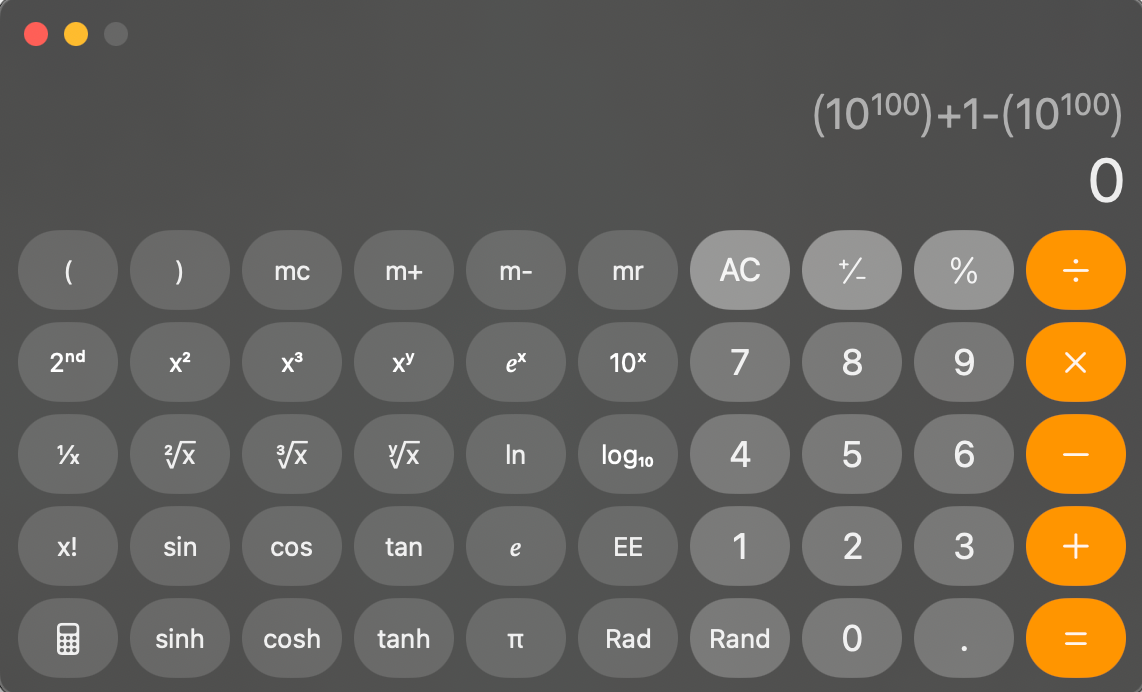 (10¹⁰⁰)+1-(10¹⁰⁰)
0
( ) mc m+ m- mr AC ⁺⁄₋ % ÷
2ⁿᵈ x² x³ xʸ eˣ 10ˣ 7 8 9 ×
¹⁄ₓ ²√x ³√x ʸ√x ln log₁₀ 4 5 6 −
x! sin cos tan e EE 1 2 3 +
sinh cosh tanh π Rad Rand 0 . =